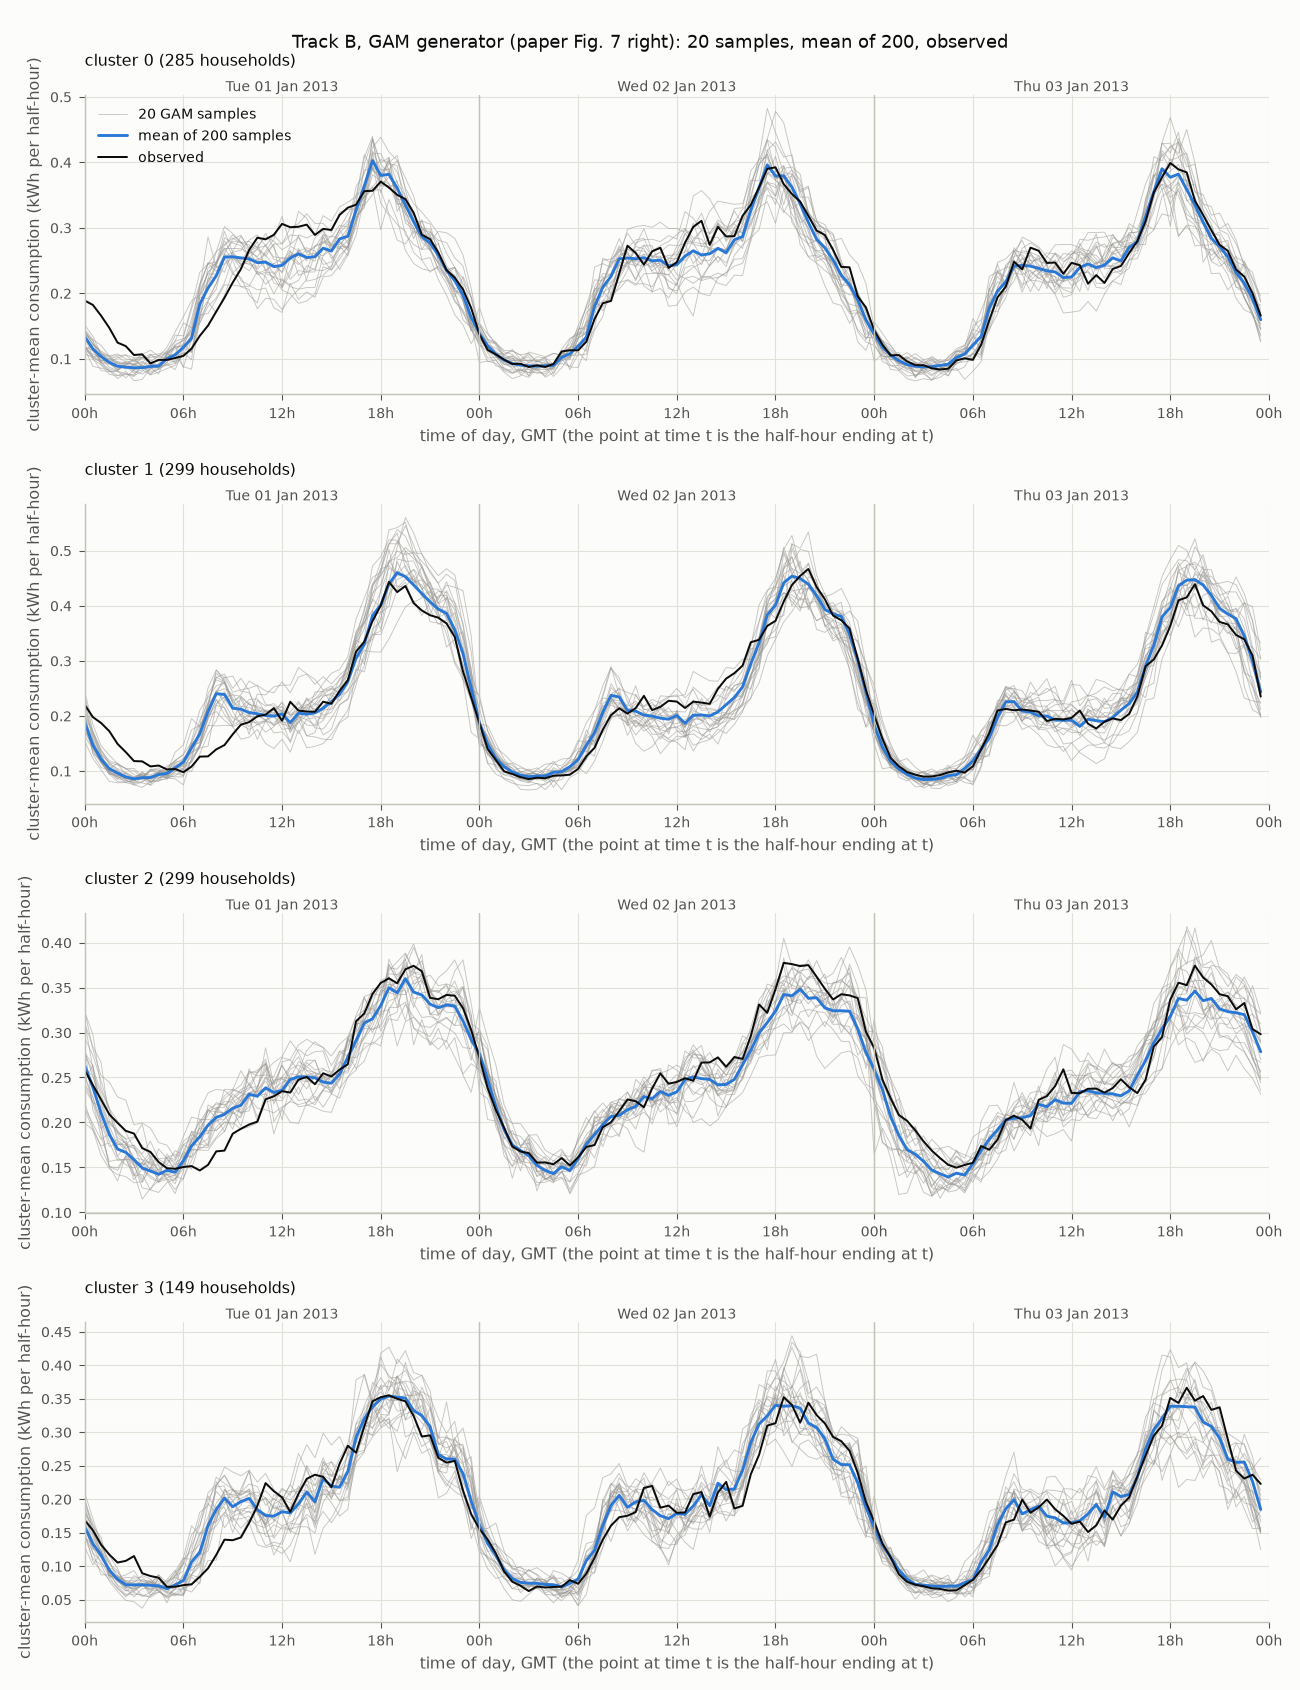 Track B, GAM generator (paper Fig. 7 right): 20 samples, mean of 200, observed
cluster 0 (285 households)
Tue 01 Jan 2013
Wed 02 Jan 2013
Thu 03 Jan 2013
cluster-mean consumption (kWh per half-hour)
0.5
0.4
0.3
0.2
0.1
20 GAM samples
mean of 200 samples
observed
00h 06h 12h 18h 00h 06h 12h 18h 00h 06h 12h 18h 00h
time of day, GMT (the point at time t is the half-hour ending at t)
cluster 1 (299 households)
Tue 01 Jan 2013
Wed 02 Jan 2013
Thu 03 Jan 2013
cluster-mean consumption (kWh per half-hour)
0.5
0.4
0.3
0.2
0.1
00h 06h 12h 18h 00h 06h 12h 18h 00h 06h 12h 18h 00h
time of day, GMT (the point at time t is the half-hour ending at t)
cluster 2 (299 households)
Tue 01 Jan 2013
Wed 02 Jan 2013
Thu 03 Jan 2013
cluster-mean consumption (kWh per half-hour)
0.40
0.35
0.30
0.25
0.20
0.15
0.10
00h 06h 12h 18h 00h 06h 12h 18h 00h 06h 12h 18h 00h
time of day, GMT (the point at time t is the half-hour ending at t)
cluster 3 (149 households)
Tue 01 Jan 2013
Wed 02 Jan 2013
Thu 03 Jan 2013
cluster-mean consumption (kWh per half-hour)
0.45
0.40
0.35
0.30
0.25
0.20
0.15
0.10
0.05
00h 06h 12h 18h 00h 06h 12h 18h 00h 06h 12h 18h 00h
time of day, GMT (the point at time t is the half-hour ending at t)